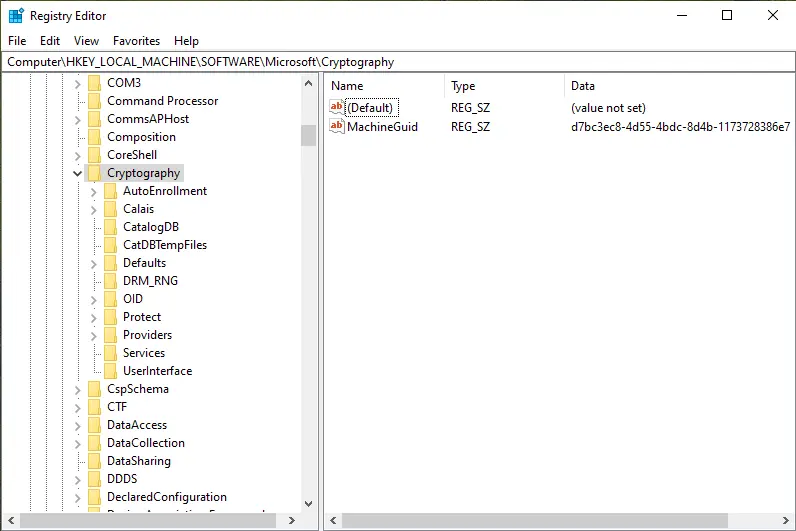 Registry Editor
File Edit View Favorites Help
Computer\HKEY_LOCAL_MACHINE\SOFTWARE\Microsoft\Cryptography
COM3
Command Processor
CommsAPHost
Composition
CoreShell
Cryptography
AutoEnrollment
Calais
CatalogDB
CatDBTempFiles
Defaults
DRM_RNG
OID
Protect
Providers
Services
UserInterface
CspSchema
CTF
DataAccess
DataCollection
DataSharing
DDDS
DeclaredConfiguration
Name Type Data
ab (Default) REG_SZ (value not set)
ab MachineGuid REG_SZ d7bc3ec8-4d55-4bdc-8d4b-1173728386e7